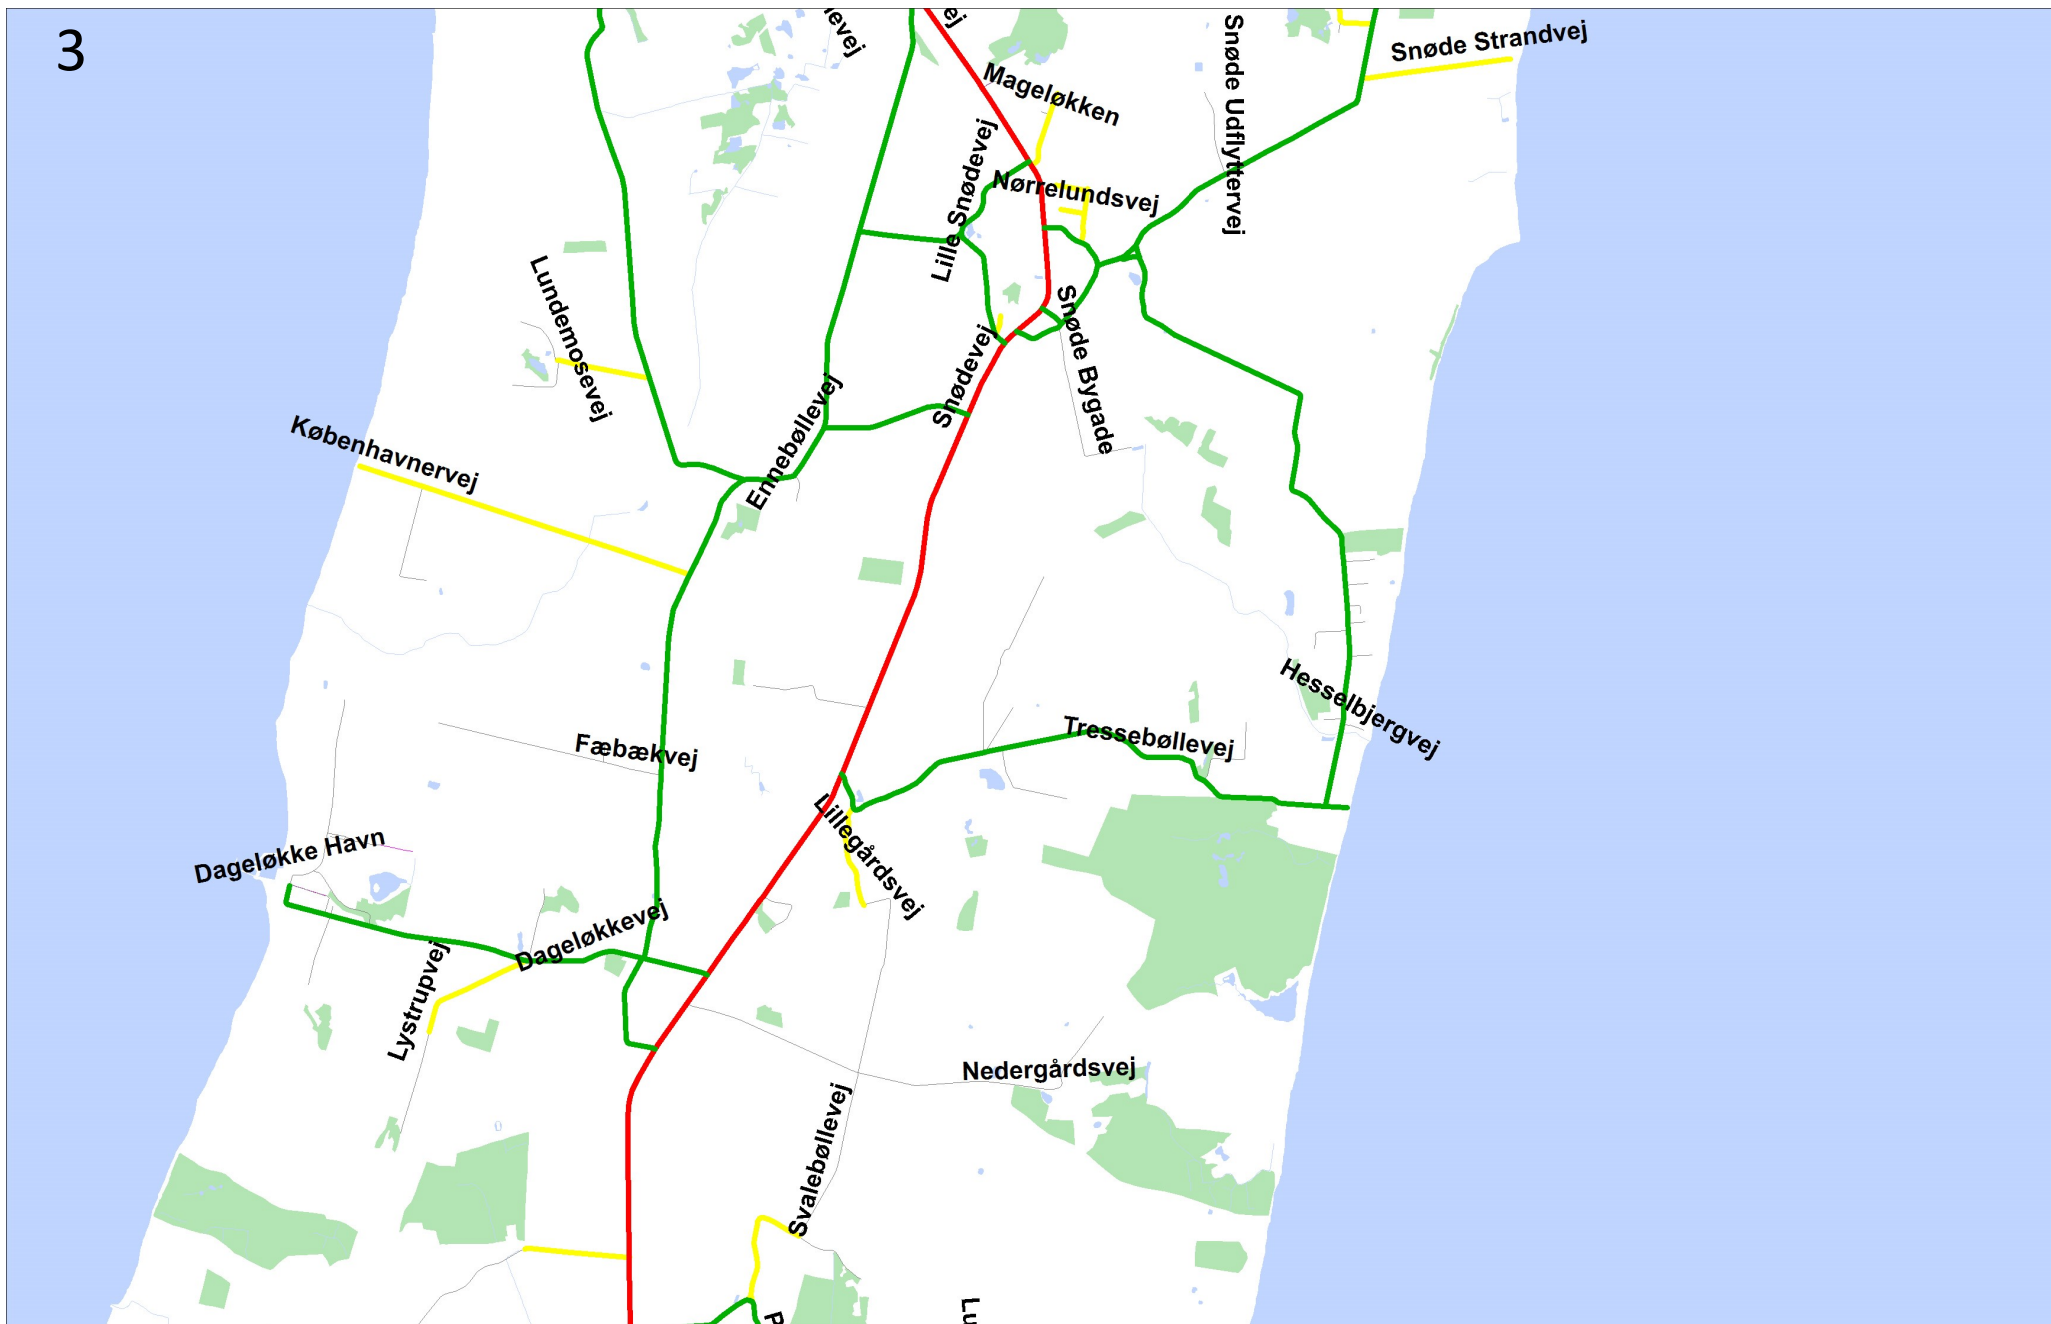 3
Snøde Strandvej
Snøde Udflyttervej
Mageløkken
Lille Snødevej
Nørrelundsvej
Lundemosevej
Snødevej
Snøde Bygade
Ennebøllevej
Københavnervej
Hesselbjergvej
Tressebøllevej
Fæbækvej
Lillegårdsvej
Dageløkke Havn
Dageløkkevej
Lystrupvej
Nedergårdsvej
Svalebøllevej